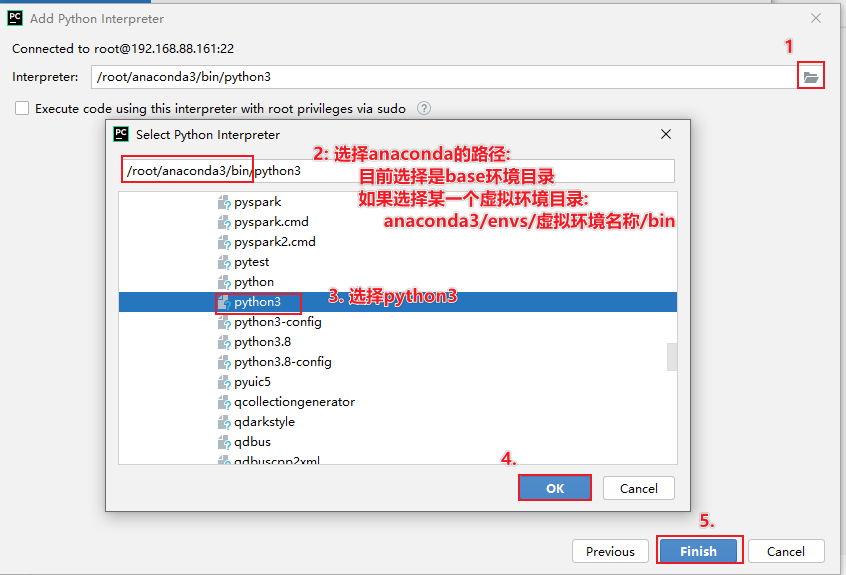 PC Add Python Interpreter
Connected to root@192.168.88.161:22
1
Interpreter: /root/anaconda3/bin/python3
Execute code using this interpreter with root privileges via sudo ?
PC Select Python Interpreter
/root/anaconda3/bin/python3
2: 选择anaconda的路径:
目前选择是base环境目录
如果选择某一个虚拟环境目录:
anaconda3/envs/虚拟环境名称/bin
pyspark
pyspark.cmd
pyspark2.cmd
pytest
python
python3
3. 选择python3
python3-config
python3.8
python3.8-config
pyuic5
qcollectiongenerator
qdarkstyle
qdbus
qdbuscpp2xml
4.
OK Cancel
5.
Previous Finish Cancel